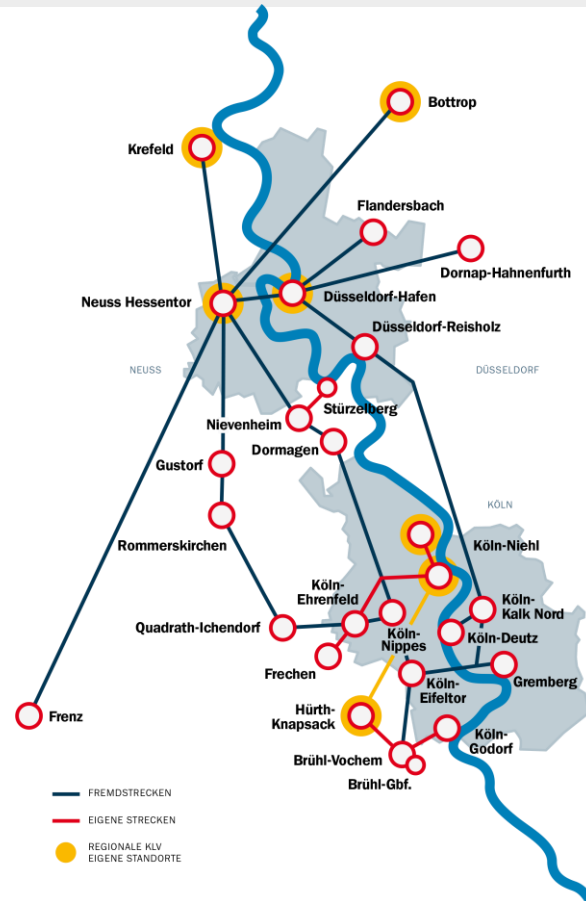 Bottrop
Krefeld
Flandersbach
Dornap-Hahnenfurth
Neuss Hessentor
Düsseldorf-Hafen
Düsseldorf-Reisholz
NEUSS
DÜSSELDORF
Stürzelberg
Nievenheim
Dormagen
Gustorf
KÖLN
Rommerskirchen
Köln-Niehl
Köln-
Ehrenfeld
Köln-
Kalk Nord
Quadrath-Ichendorf
Köln-
Nippes
Köln-Deutz
Frechen
Köln-
Eifeltor
Gremberg
Frenz
Hürth-
Knapsack
Köln-
Godorf
Brühl-Vochem
Brühl-Gbf.
FREMDSTRECKEN
EIGENE STRECKEN
REGIONALE KLV
EIGENE STANDORTE